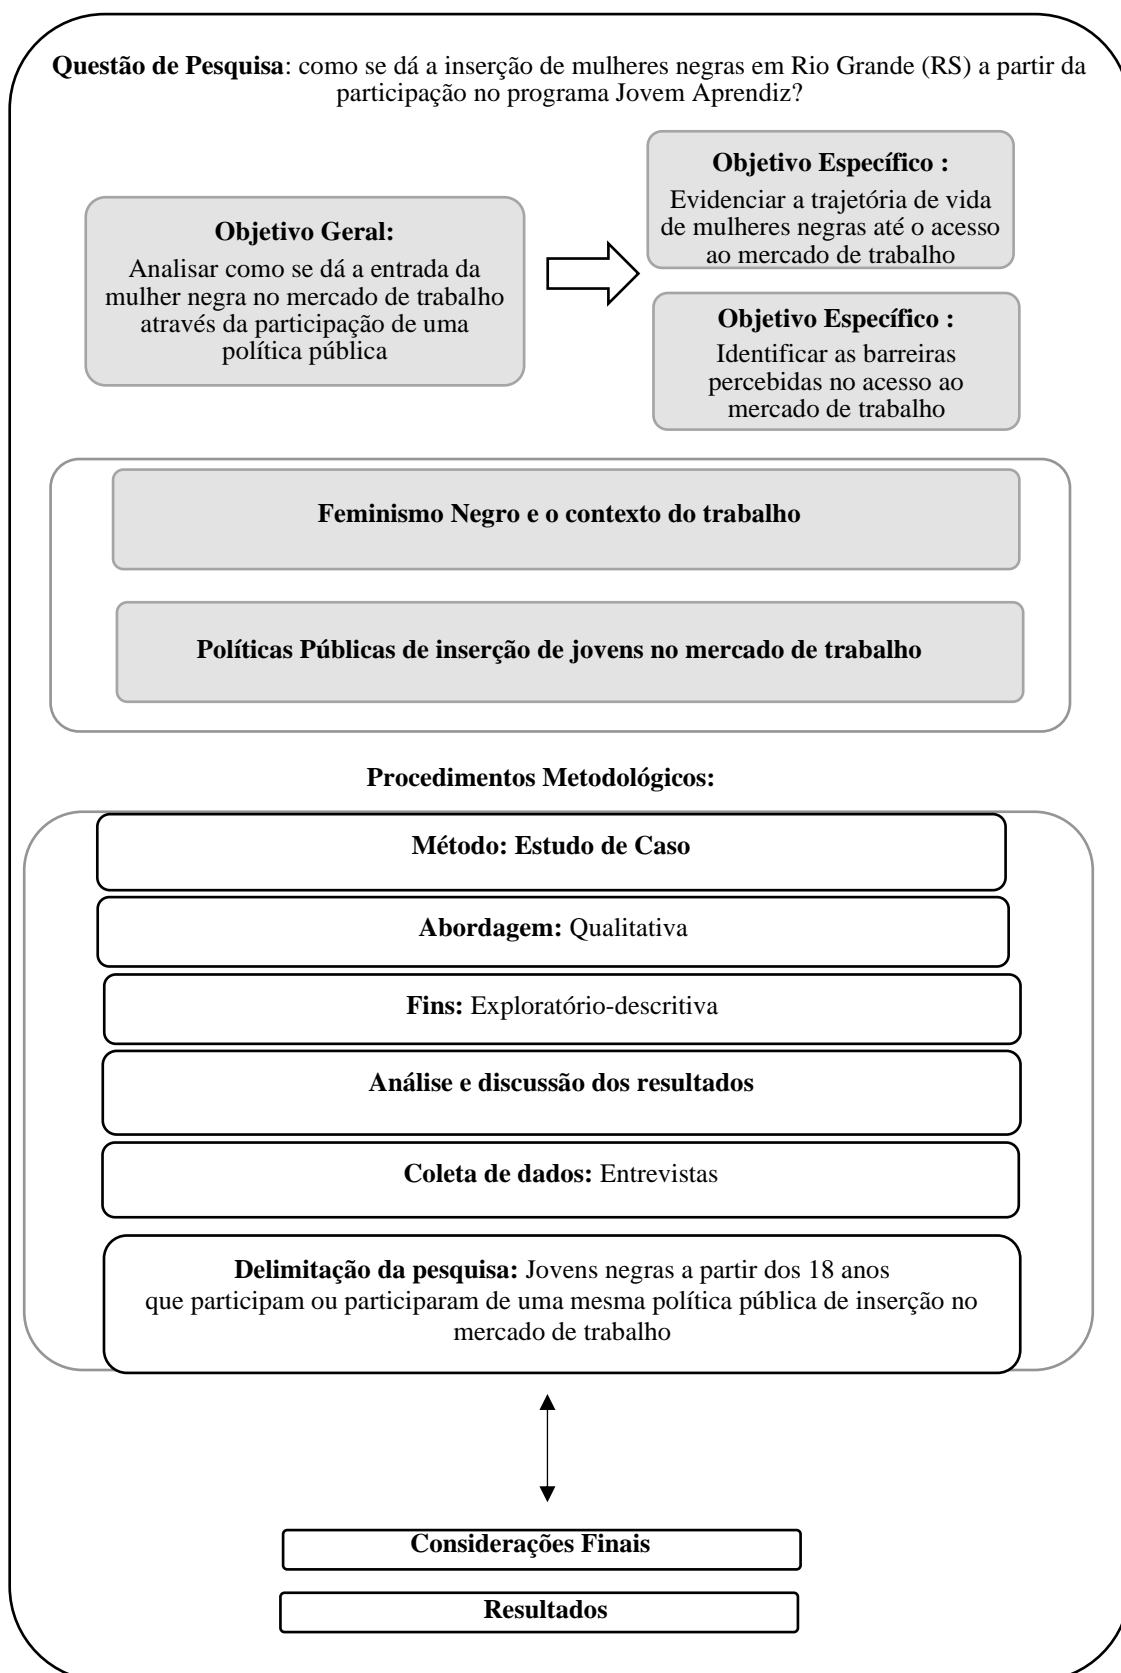 Questão de Pesquisa: como se dá a inserção de mulheres negras em Rio Grande (RS) a partir da
participação no programa Jovem Aprendiz?
Objetivo Geral:
Analisar como se dá a entrada da
mulher negra no mercado de trabalho
através da participação de uma
política pública
Objetivo Específico :
Evidenciar a trajetória de vida
de mulheres negras até o acesso
ao mercado de trabalho
Objetivo Específico :
Identificar as barreiras
percebidas no acesso ao
mercado de trabalho
Feminismo Negro e o contexto do trabalho
Políticas Públicas de inserção de jovens no mercado de trabalho
Procedimentos Metodológicos:
Método: Estudo de Caso
Abordagem: Qualitativa
Fins: Exploratório-descritiva
Análise e discussão dos resultados
Coleta de dados: Entrevistas
Delimitação da pesquisa: Jovens negras a partir dos 18 anos
que participam ou participaram de uma mesma política pública de inserção no
mercado de trabalho
Considerações Finais
Resultados